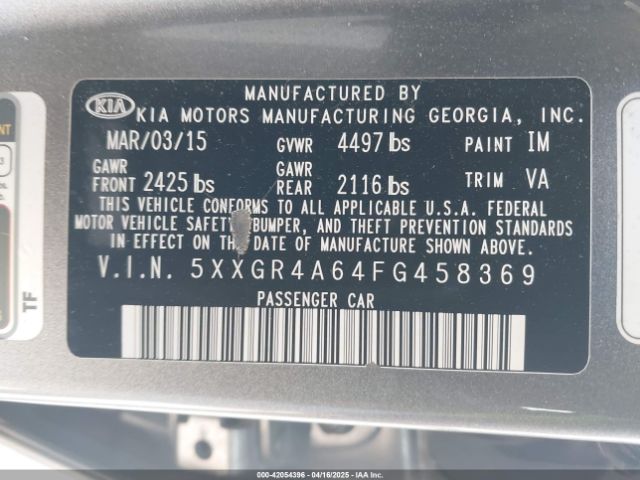 MANUFACTURED BY
KIA KIA MOTORS MANUFACTURING GEORGIA, INC.
MAR/03/15 GVWR 4497 lbs PAINT IM
GAWR FRONT 2425 lbs GAWR REAR 2116 lbs TRIM VA
THIS VEHICLE CONFORMS TO ALL APPLICABLE U.S.A. FEDERAL
MOTOR VEHICLE SAFETY, BUMPER, AND THEFT PREVENTION STANDARDS
IN EFFECT ON THE DATE OF MANUFACTURE SHOWN ABOVE.
V.I.N. 5XXGR4A64FG458369
PASSENGER CAR
TF
000-42054396 - 04/16/2025 - IAA Inc.